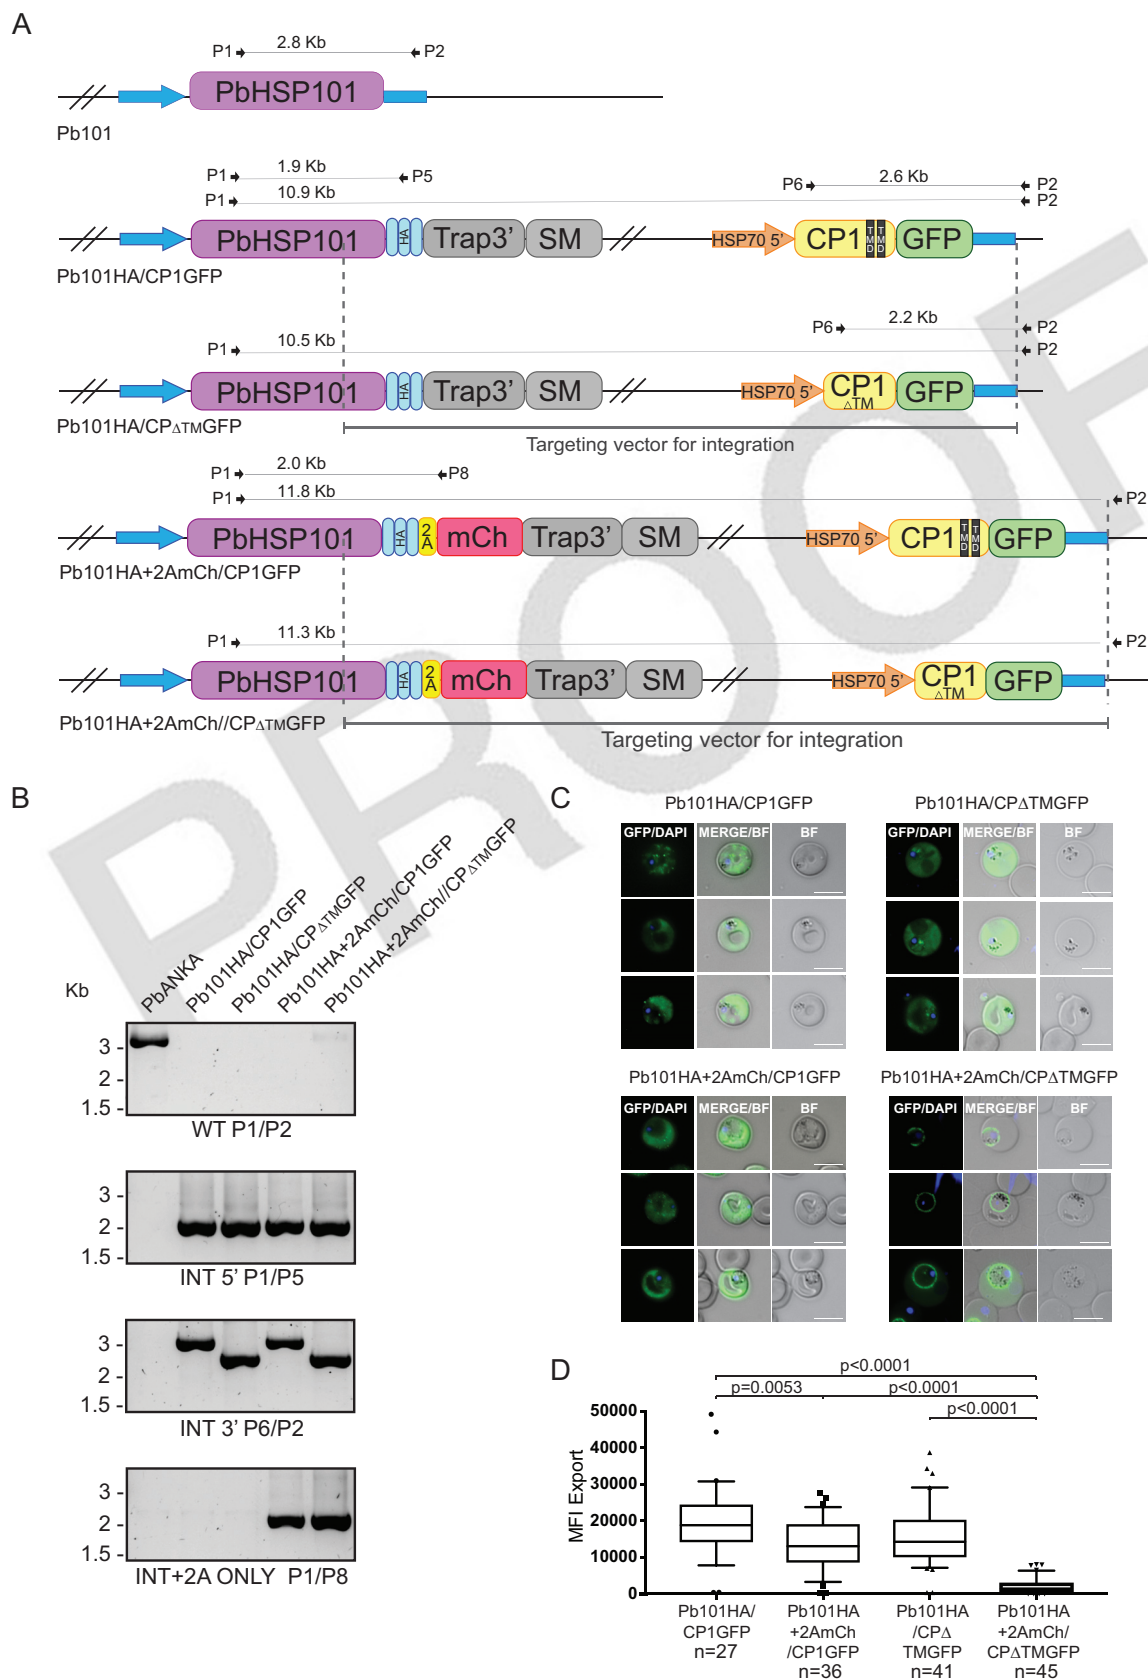 A
P1
2.8 Kb
P2
PbHSP101
Pb101
P1
1.9 Kb
P5
P6
2.6 Kb
P2
P1
10.9 Kb
P2
PbHSP101
HA
Trap3'
SM
HSP70 5'
CP1
TMD
TMD
GFP
Pb101HA/CP1GFP
P6
2.2 Kb
P2
P1
10.5 Kb
P2
PbHSP101
HA
Trap3'
SM
HSP70 5'
CP1
△TM
GFP
Pb101HA/CP△TMGFP
Targeting vector for integration
P1
2.0 Kb
P8
P1
11.8 Kb
P2
PbHSP101
HA
2A
mCh
Trap3'
SM
HSP70 5'
CP1
TMD
TMD
GFP
Pb101HA+2AmCh/CP1GFP
P1
11.3 Kb
P2
PbHSP101
HA
2A
mCh
Trap3'
SM
HSP70 5'
CP1
△TM
GFP
Pb101HA+2AmCh//CP△TMGFP
Targeting vector for integration
PROOF
B
Kb
PbANKA
Pb101HA/CP1GFP
Pb101HA/CP△TMGFP
Pb101HA+2AmCh/CP1GFP
Pb101HA+2AmCh//CP△TMGFP
3 -
2 -
1.5 -
WT P1/P2
3 -
2 -
1.5 -
INT 5' P1/P5
3 -
2 -
1.5 -
INT 3' P6/P2
3 -
2 -
1.5 -
INT+2A ONLY P1/P8
C
Pb101HA/CP1GFP
GFP/DAPI MERGE/BF BF
Pb101HA/CPΔTMGFP
GFP/DAPI MERGE/BF BF
Pb101HA+2AmCh/CP1GFP
GFP/DAPI MERGE/BF BF
Pb101HA+2AmCh/CPΔTMGFP
GFP/DAPI MERGE/BF BF
D
p<0.0001
p=0.0053
p<0.0001
p<0.0001
MFI Export
50000
40000
30000
20000
10000
0
Pb101HA/
CP1GFP
n=27
Pb101HA
+2AmCh
/CP1GFP
n=36
Pb101HA
/CPΔ
TMGFP
n=41
Pb101HA
+2AmCh/
CPΔTMGFP
n=45